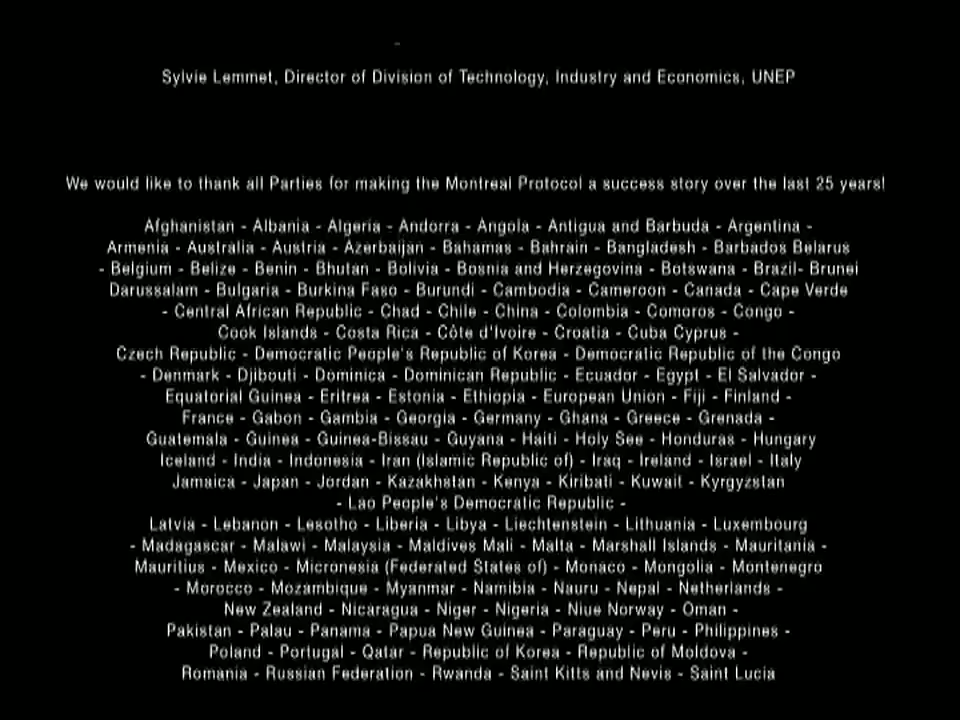 Sylvie Lemmet, Director of Division of Technology, Industry and Economics, UNEP
We would like to thank all Parties for making the Montreal Protocol a success story over the last 25 years!
Afghanistan - Albania - Algeria - Andorra - Angola - Antigua and Barbuda - Argentina -
Armenia - Australia - Austria - Azerbaijan - Bahamas - Bahrain - Bangladesh - Barbados Belarus
- Belgium - Belize - Benin - Bhutan - Bolivia - Bosnia and Herzegovina - Botswana - Brazil- Brunei
Darussalam - Bulgaria - Burkina Faso - Burundi - Cambodia - Cameroon - Canada - Cape Verde
- Central African Republic - Chad - Chile - China - Colombia - Comoros - Congo -
Cook Islands - Costa Rica - Côte d'Ivoire - Croatia - Cuba Cyprus -
Czech Republic - Democratic People's Republic of Korea - Democratic Republic of the Congo
- Denmark - Djibouti - Dominica - Dominican Republic - Ecuador - Egypt - El Salvador -
Equatorial Guinea - Eritrea - Estonia - Ethiopia - European Union - Fiji - Finland -
France - Gabon - Gambia - Georgia - Germany - Ghana - Greece - Grenada -
Guatemala - Guinea - Guinea-Bissau - Guyana - Haiti - Holy See - Honduras - Hungary
Iceland - India - Indonesia - Iran (Islamic Republic of) - Iraq - Ireland - Israel - Italy
Jamaica - Japan - Jordan - Kazakhstan - Kenya - Kiribati - Kuwait - Kyrgyzstan
- Lao People's Democratic Republic -
Latvia - Lebanon - Lesotho - Liberia - Libya - Liechtenstein - Lithuania - Luxembourg
- Madagascar - Malawi - Malaysia - Maldives Mali - Malta - Marshall Islands - Mauritania -
Mauritius - Mexico - Micronesia (Federated States of) - Monaco - Mongolia - Montenegro
- Morocco - Mozambique - Myanmar - Namibia - Nauru - Nepal - Netherlands -
New Zealand - Nicaragua - Niger - Nigeria - Niue Norway - Oman -
Pakistan - Palau - Panama - Papua New Guinea - Paraguay - Peru - Philippines -
Poland - Portugal - Qatar - Republic of Korea - Republic of Moldova -
Romania - Russian Federation - Rwanda - Saint Kitts and Nevis - Saint Lucia